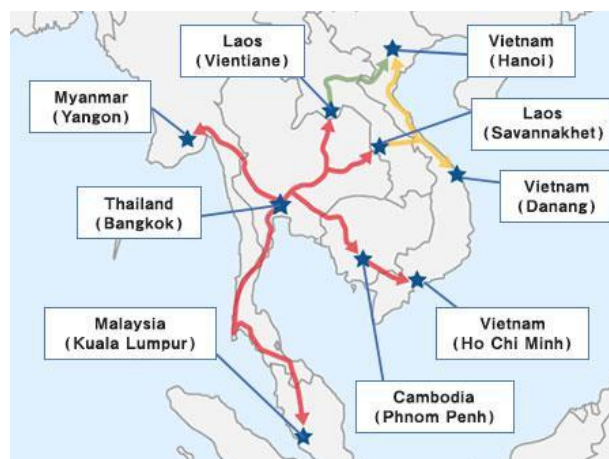 Laos
(Vientiane)
Vietnam
(Hanoi)
Myanmar
(Yangon)
Laos
(Savannakhet)
Thailand
(Bangkok)
Vietnam
(Danang)
Malaysia
(Kuala Lumpur)
Vietnam
(Ho Chi Minh)
Cambodia
(Phnom Penh)